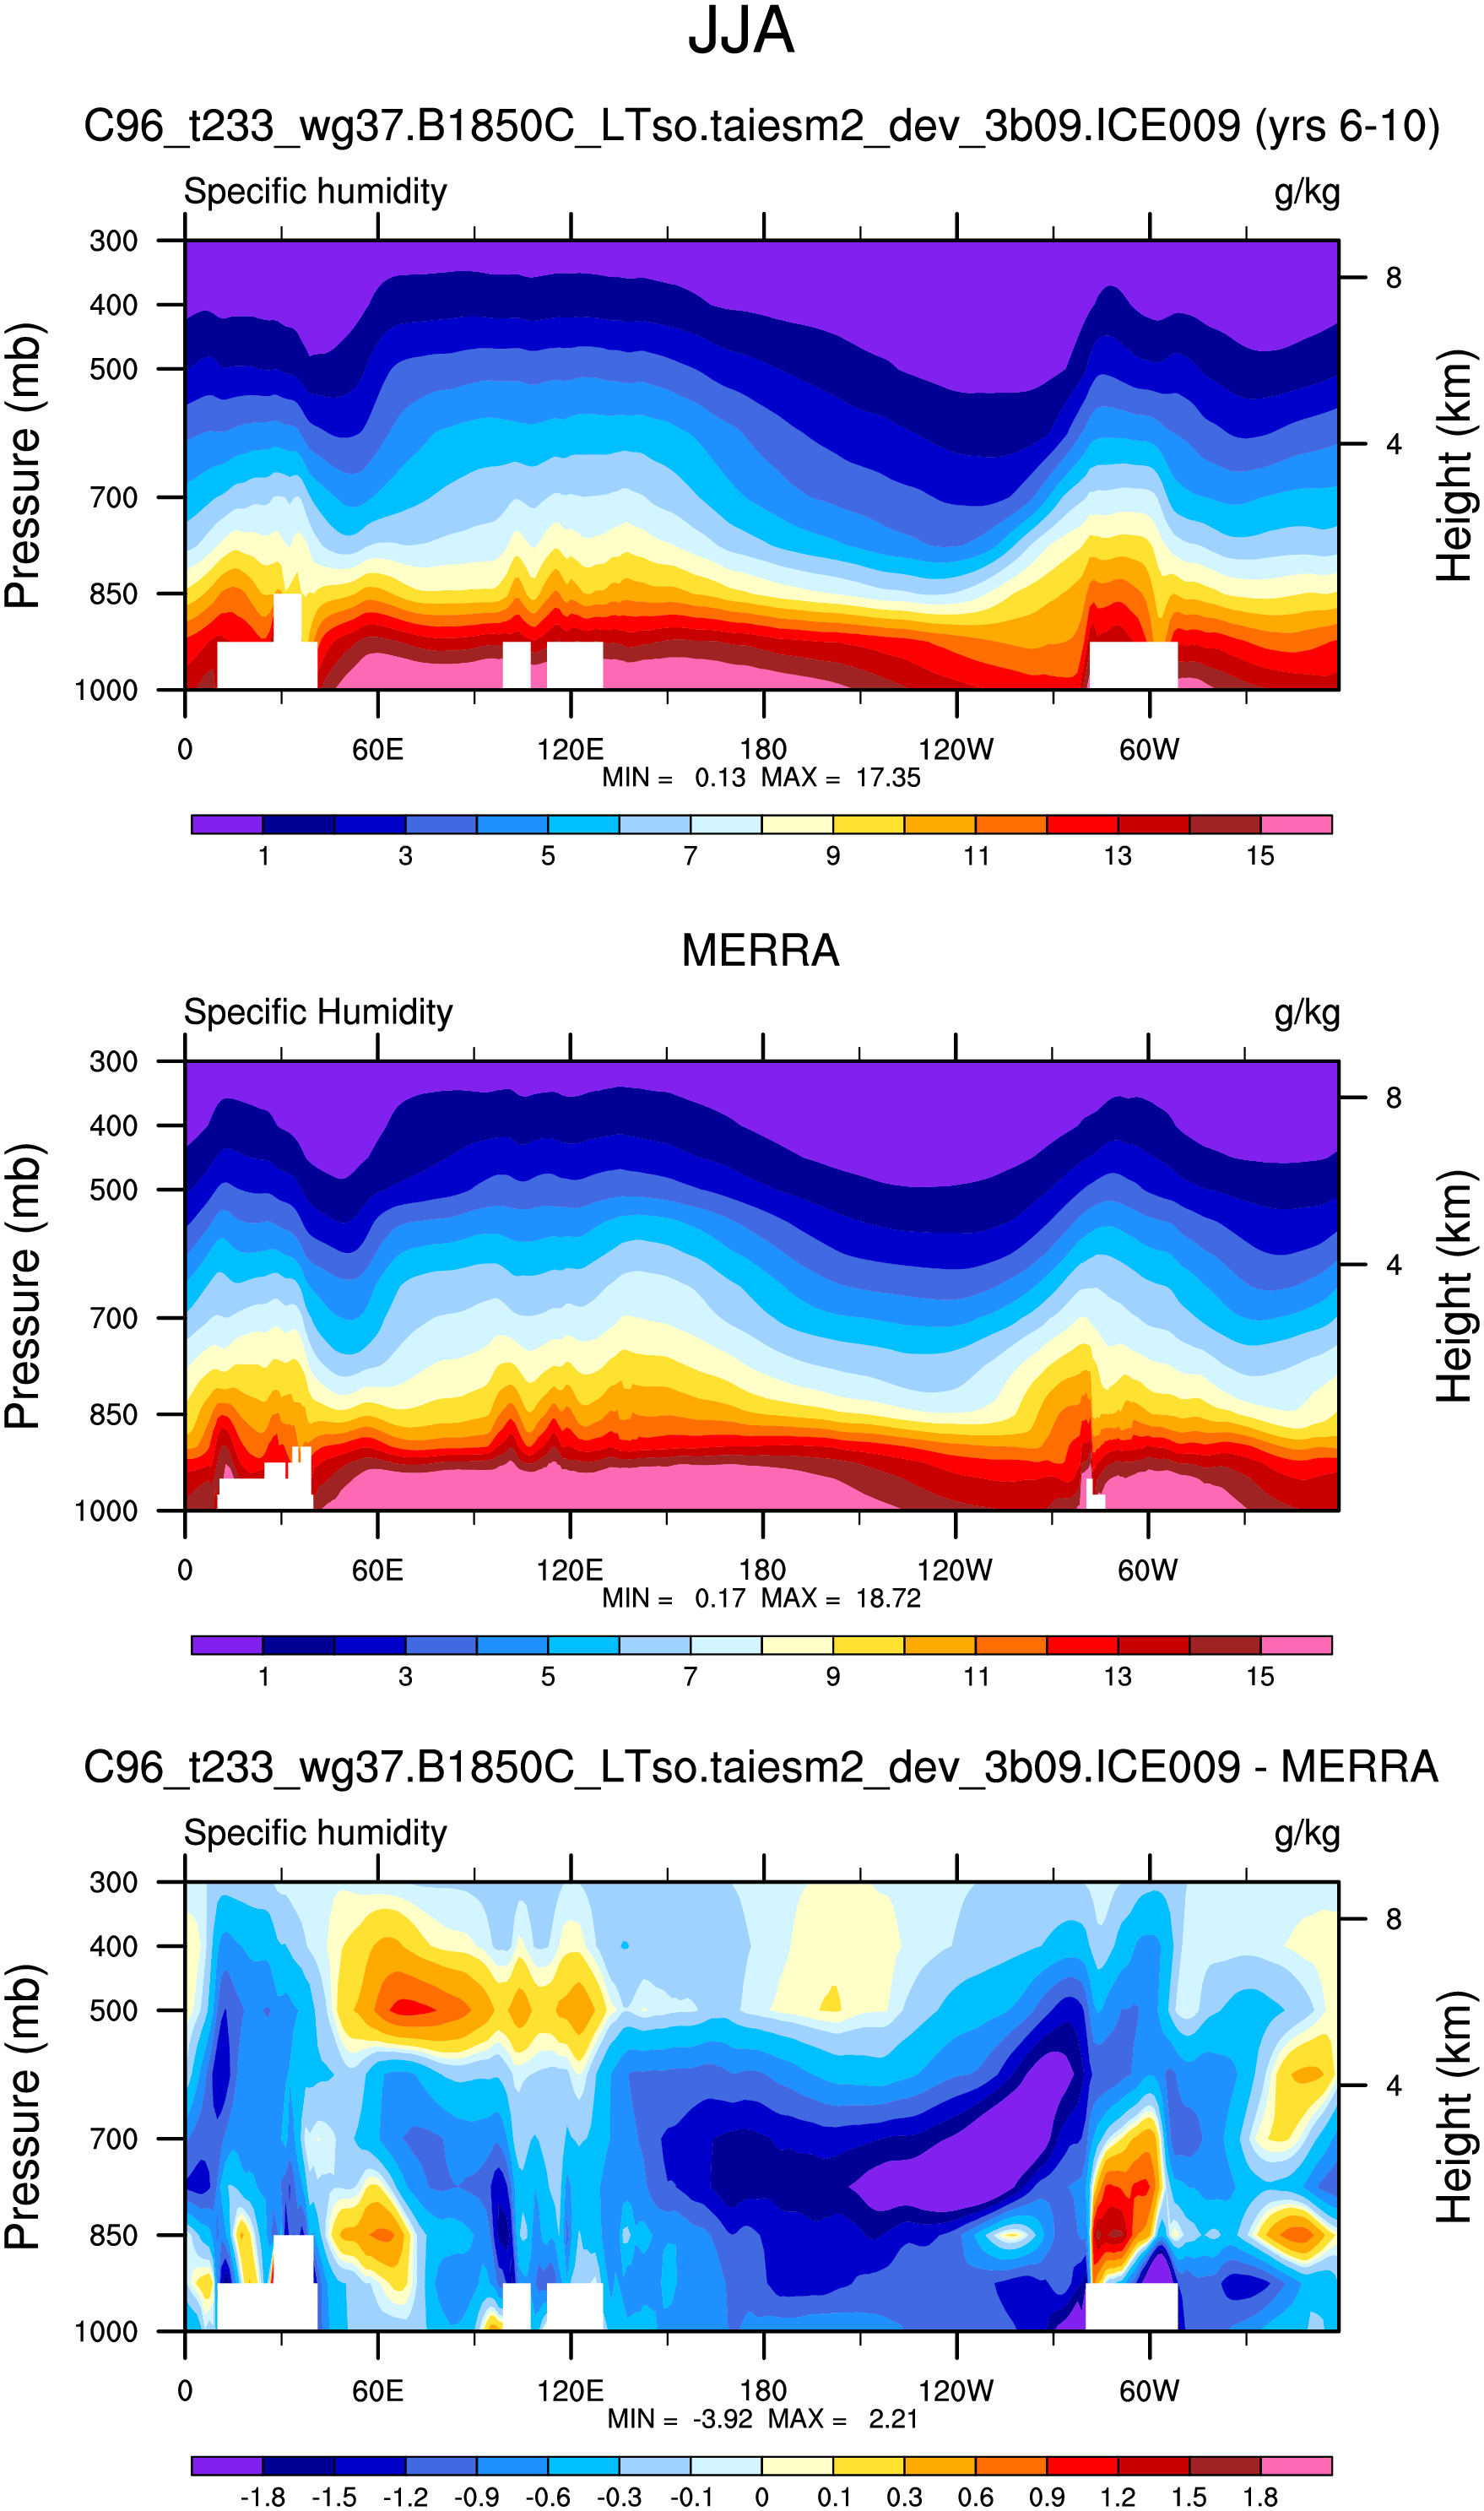 JJA
C96_t233_wg37.B1850C_LTso.taiesm2_dev_3b09.ICE009 (yrs 6-10)
Specific humidity g/kg
Pressure (mb)
300
400
500
700
850
1000
8
4
Height (km)
0 60E 120E 180 120W 60W
MIN = 0.13 MAX = 17.35
1 3 5 7 9 11 13 15
MERRA
Specific Humidity g/kg
Pressure (mb)
300
400
500
700
850
1000
8
4
Height (km)
0 60E 120E 180 120W 60W
MIN = 0.17 MAX = 18.72
1 3 5 7 9 11 13 15
C96_t233_wg37.B1850C_LTso.taiesm2_dev_3b09.ICE009 - MERRA
Specific humidity g/kg
Pressure (mb)
300
400
500
700
850
1000
8
4
Height (km)
0 60E 120E 180 120W 60W
MIN = -3.92 MAX = 2.21
-1.8 -1.5 -1.2 -0.9 -0.6 -0.3 -0.1 0 0.1 0.3 0.6 0.9 1.2 1.5 1.8